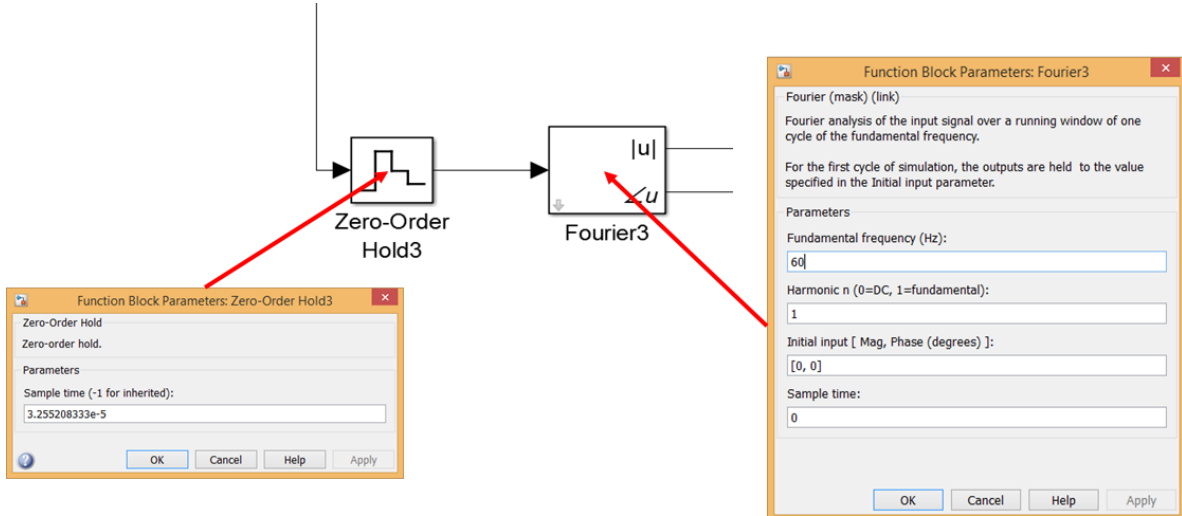 |u|
∠u
Zero-Order
Hold3
Fourier3
Function Block Parameters: Zero-Order Hold3
Zero-Order Hold
Zero-order hold.
Parameters
Sample time (-1 for inherited):
3.255208333e-5
OK Cancel Help Apply
Function Block Parameters: Fourier3
Fourier (mask) (link)
Fourier analysis of the input signal over a running window of one
cycle of the fundamental frequency.
For the first cycle of simulation, the outputs are held to the value
specified in the Initial input parameter.
Parameters
Fundamental frequency (Hz):
60
Harmonic n (0=DC, 1=fundamental):
1
Initial input [ Mag, Phase (degrees) ]:
[0, 0]
Sample time:
0
OK Cancel Help Apply